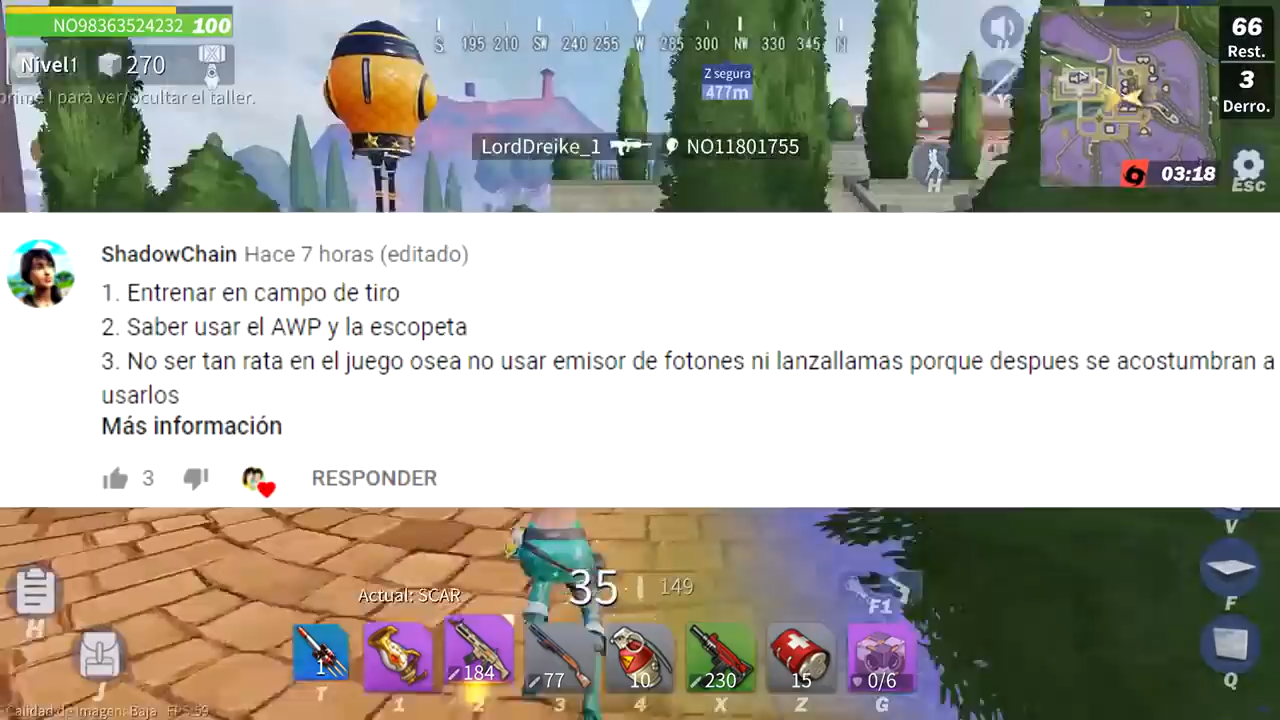 NO98363524232 100
S 195 210 SW 240 255 W 285 300 NW 330 345 N
66
Rest.
Nivel1 270
Z segura
477m
3
Derro.
prime I para ver/ocultar el taller.
Y
LordDreike_1 NO11801755
03:18
H
ESC
ShadowChain Hace 7 horas (editado)
1. Entrenar en campo de tiro
2. Saber usar el AWP y la escopeta
3. No ser tan rata en el juego osea no usar emisor de fotones ni lanzallamas porque despues se acostumbran a
usarlos
Más información
3 RESPONDER
V
35 149
Actual: SCAR
F1
F
H
1 184 77 10 230 15 0/6
Q
J
T 1 2 3 4 X Z G
Calidad de Imagen: Baja FPS:59